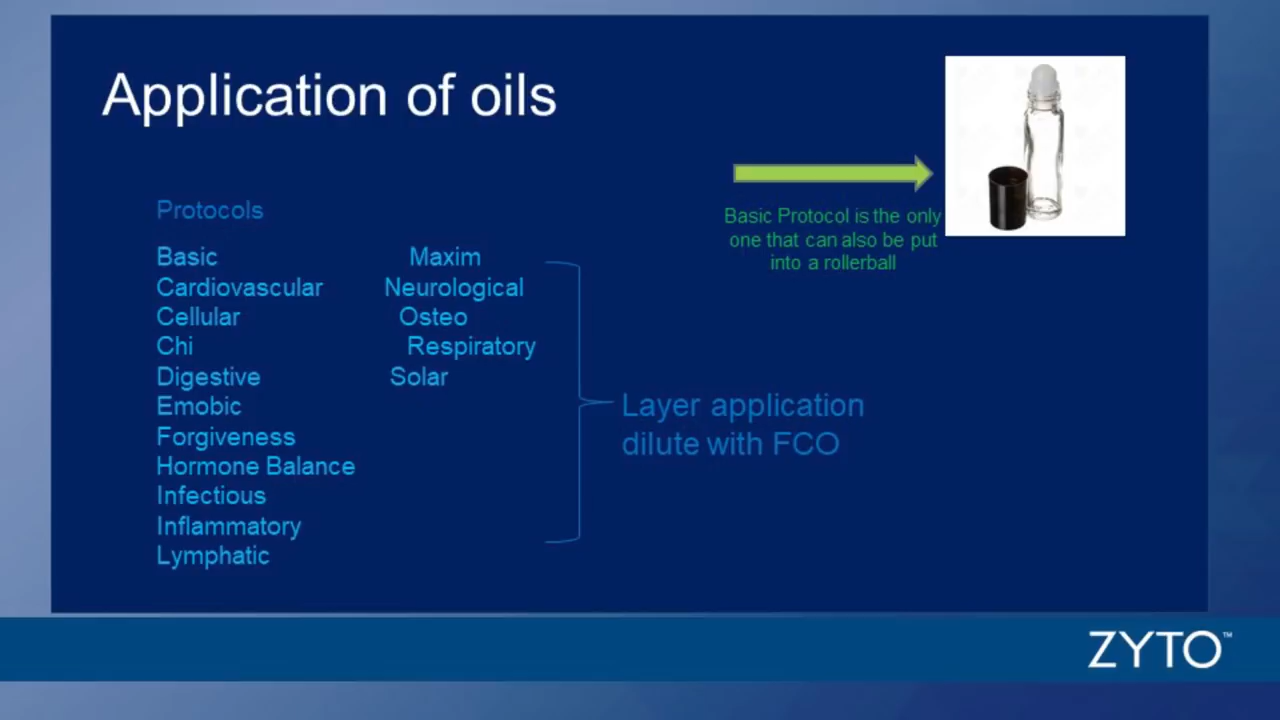 Application of oils
Basic Protocol is the only
one that can also be put
into a rollerball
Protocols
Basic Maxim
Cardiovascular Neurological
Cellular Osteo
Chi Respiratory
Digestive Solar
Emobic
Forgiveness
Hormone Balance
Infectious
Inflammatory
Lymphatic
Layer application
dilute with FCO
ZYTO™